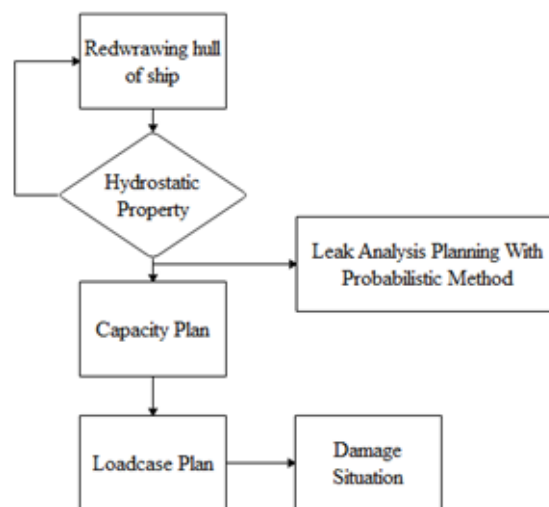 Redwrawing hull
of ship
Hydrostatic
Property
Leak Analysis Planning With
Probabilistic Method
Capacity Plan
Loadcase Plan
Damage
Situation